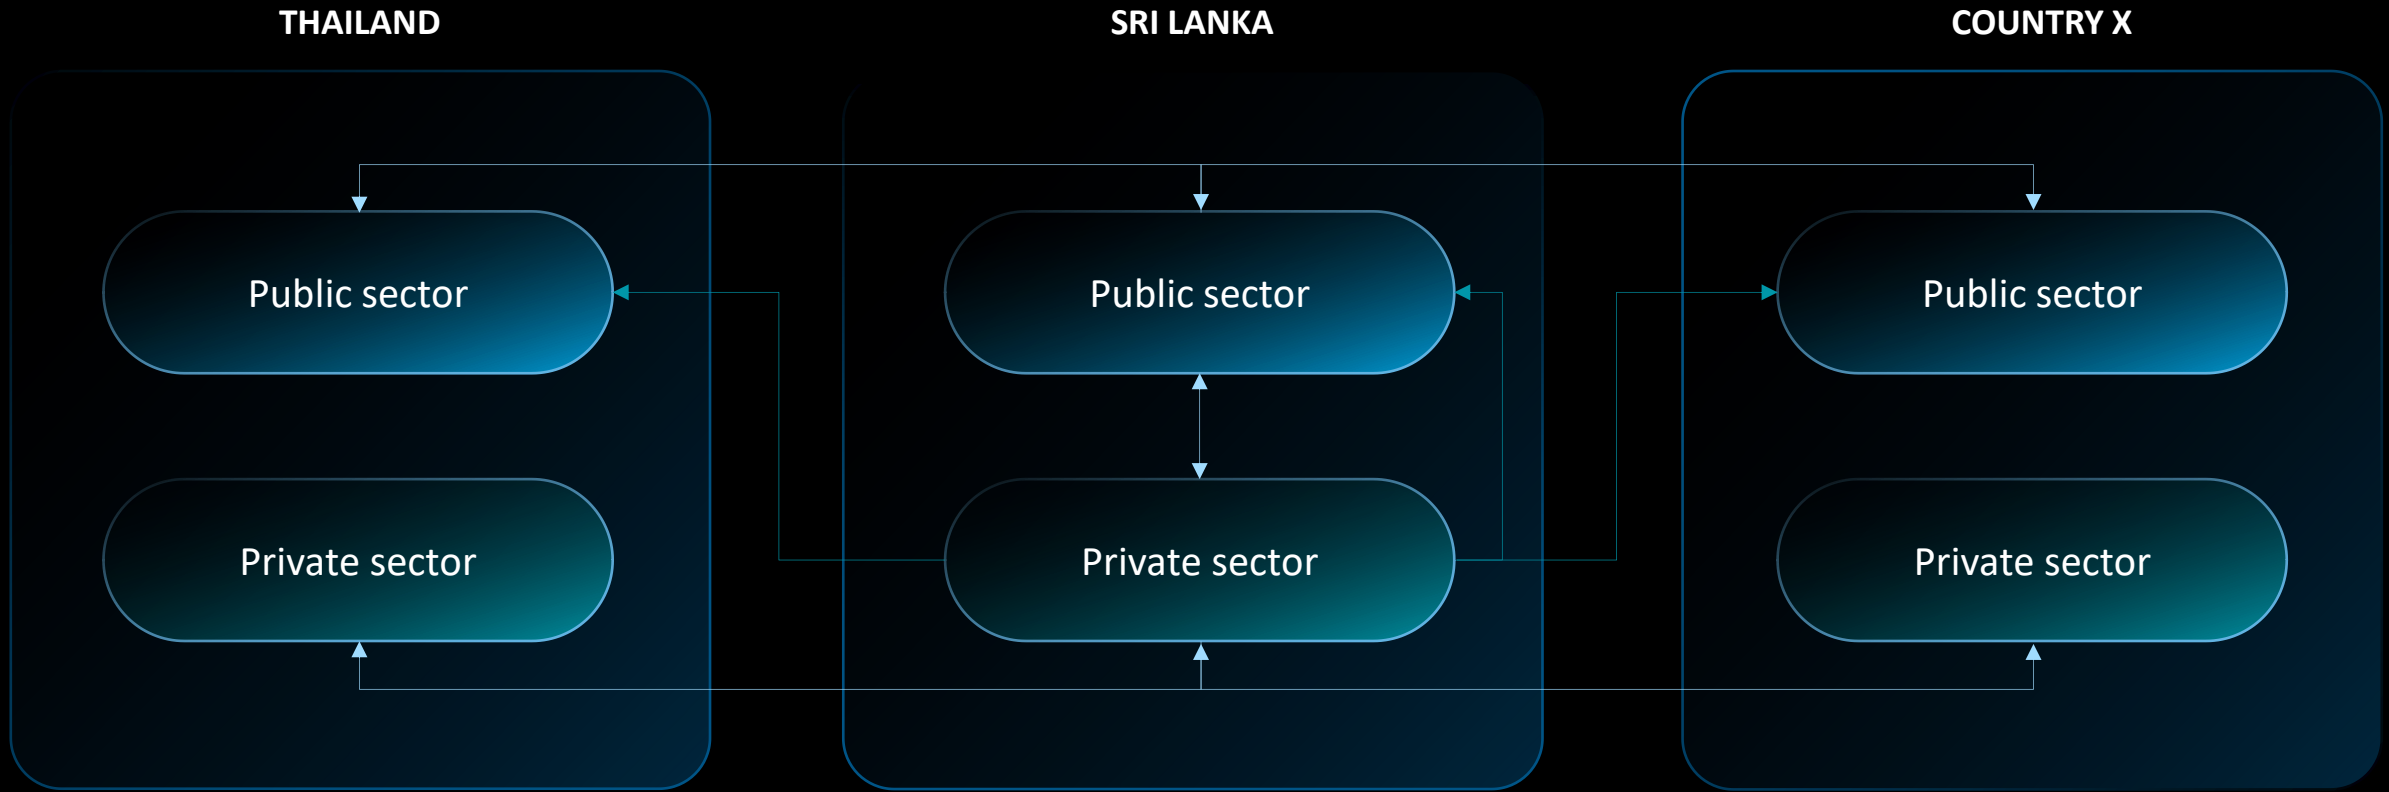 THAILAND
SRI LANKA
COUNTRY X
Public sector
Public sector
Public sector
Private sector
Private sector
Private sector